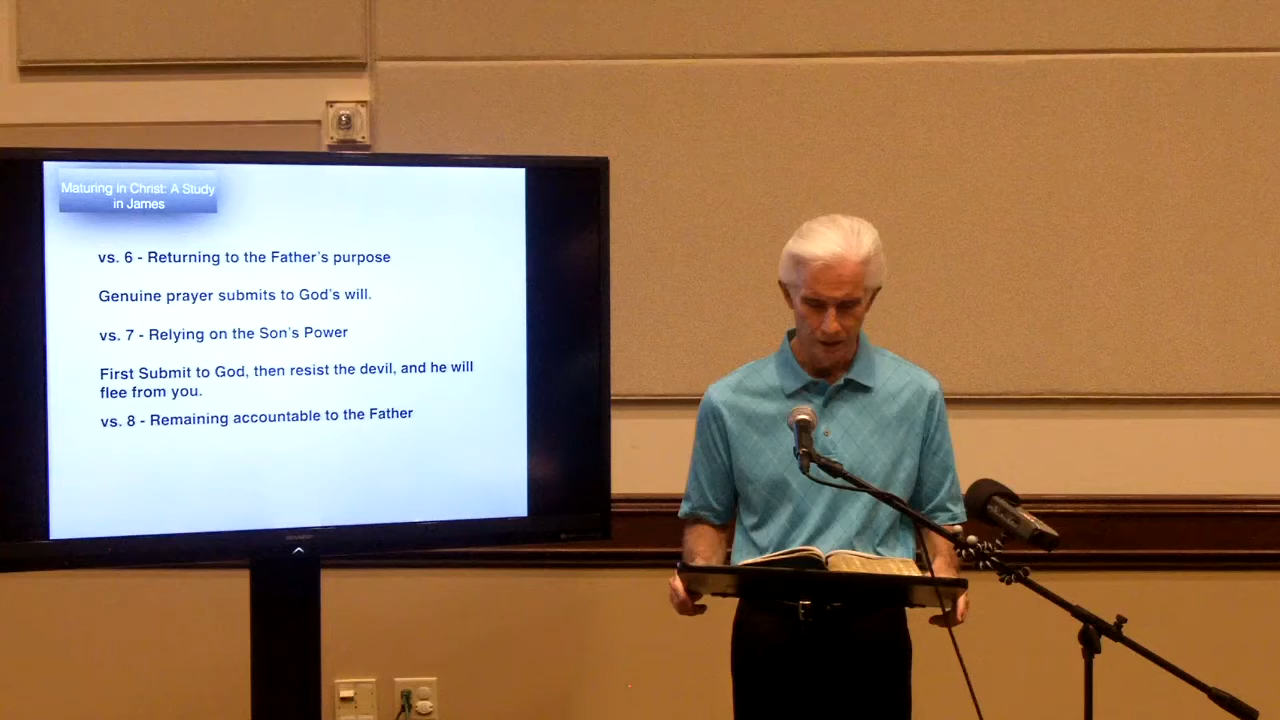 Maturing in Christ: A Study
in James
vs. 6 - Returning to the Father's purpose
Genuine prayer submits to God's will.
vs. 7 - Relying on the Son's Power
First Submit to God, then resist the devil, and he will
flee from you.
vs. 8 - Remaining accountable to the Father
SHARP